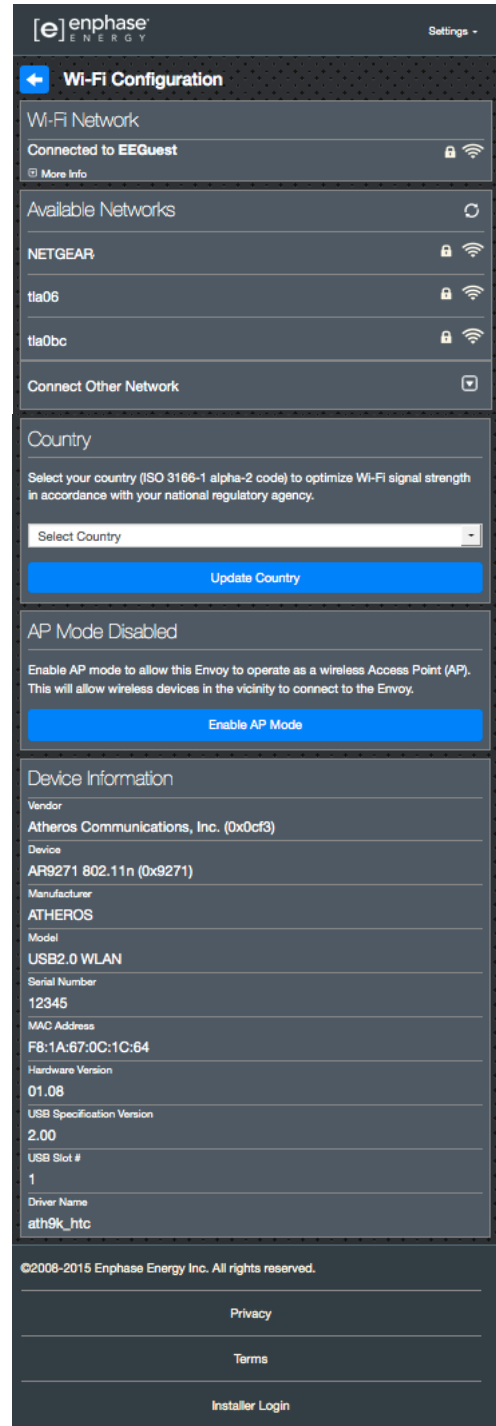 [e] enphase
ENERGY
Settings
Wi-Fi Configuration
Wi-Fi Network
Connected to EEGuest
More Info
Available Networks
NETGEAR
tla06
tla0bc
Connect Other Network
Country
Select your country (ISO 3166-1 alpha-2 code) to optimize Wi-Fi signal strength
in accordance with your national regulatory agency.
Select Country
Update Country
AP Mode Disabled
Enable AP mode to allow this Envoy to operate as a wireless Access Point (AP).
This will allow wireless devices in the vicinity to connect to the Envoy.
Enable AP Mode
Device Information
Vendor
Atheros Communications, Inc. (0x0cf3)
Device
AR9271 802.11n (0x9271)
Manufacturer
ATHEROS
Model
USB2.0 WLAN
Serial Number
12345
MAC Address
F8:1A:67:0C:1C:64
Hardware Version
01.08
USB Specification Version
2.00
USB Slot #
1
Driver Name
ath9k_htc
©2008-2015 Enphase Energy Inc. All rights reserved.
Privacy
Terms
Installer Login